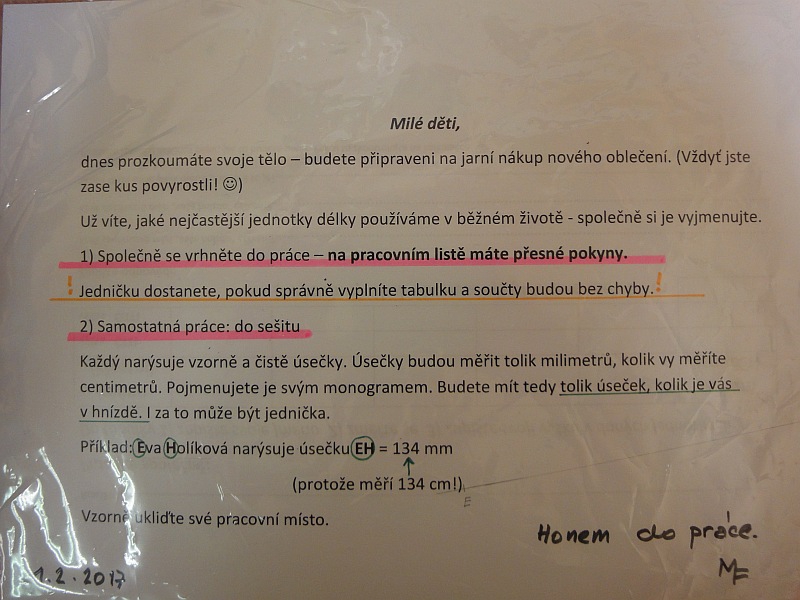 Milé děti,
dnes prozkoumáte svoje tělo – budete připraveni na jarní nákup nového oblečení. (Vždyť jste
zase kus povyrostli! ☺)
Už víte, jaké nejčastější jednotky délky používáme v běžném životě - společně si je vyjmenujte.
1) Společně se vrhněte do práce – na pracovním listě máte přesné pokyny.
! Jedničku dostanete, pokud správně vyplníte tabulku a součty budou bez chyby. !
2) Samostatná práce: do sešitu
Každý narýsuje vzorně a čistě úsečky. Úsečky budou měřit tolik milimetrů, kolik vy měříte
centimetrů. Pojmenujete je svým monogramem. Budete mít tedy tolik úseček, kolik je vás
v hnízdě. I za to může být jednička.
Příklad: Eva Holíková narýsuje úsečku EH = 134 mm
(protože měří 134 cm!)
Vzorně ukliďte své pracovní místo.
Honem do práce.
MF
1.2.2017